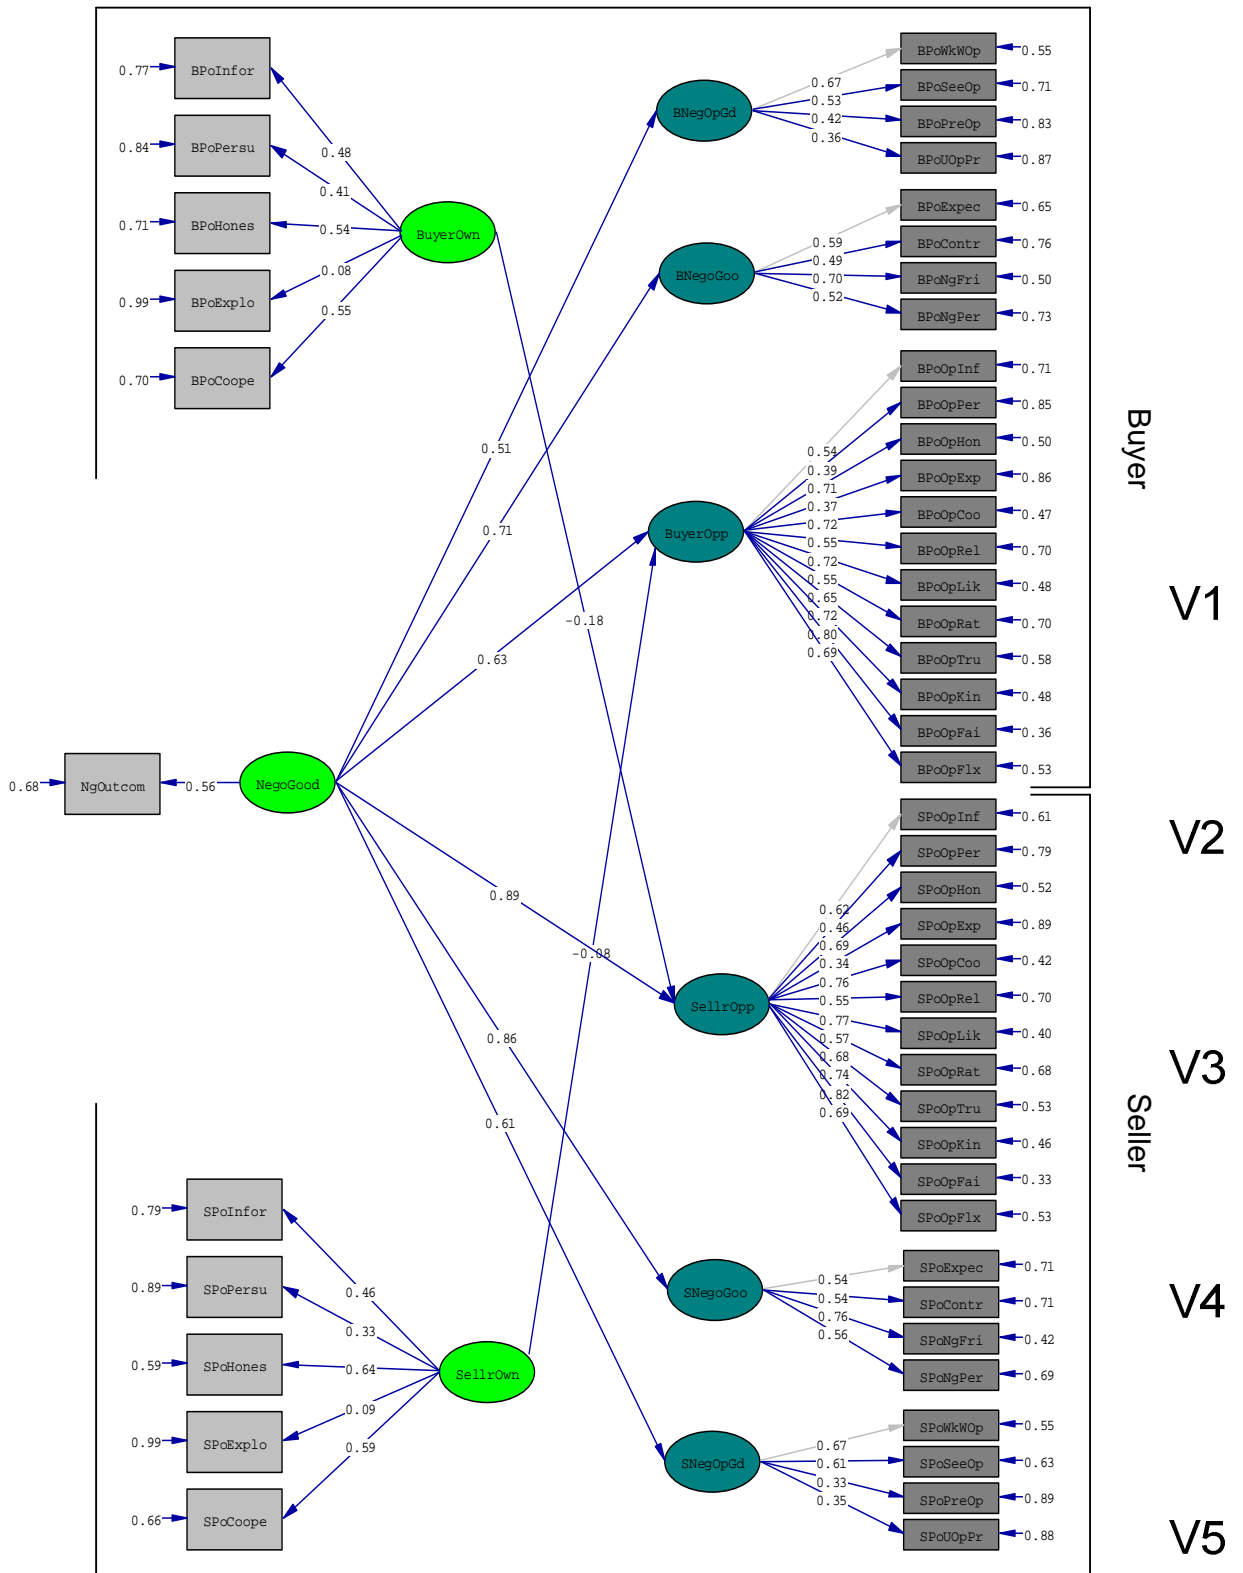 0.77 BPoInfor
0.84 BPoPersu
0.71 BPoHones
0.99 BPoExplo
0.70 BPoCoope
0.48
0.41
0.54
0.08
0.55
BuyerOwn
0.68 NgOutcom 0.56 NegoGood
0.79 SPoInfor
0.89 SPoPersu
0.59 SPoHones
0.99 SPoExplo
0.66 SPoCoope
0.46
0.33
0.64
0.09
0.59
SellrOwn
0.51
0.71
0.63
-0.18
0.89
-0.08
0.86
0.61
BNegOpGd
0.67
0.53
0.42
0.36
BPoWkWOp 0.55
BPoSeeOp 0.71
BPoPreOp 0.83
BPoUOpPr 0.87
BNegoGoo
0.59
0.49
0.70
0.52
BPoExpec 0.65
BPoContr 0.76
BPoNgFri 0.50
BPoNgPer 0.73
BuyerOpp
0.54
0.39
0.71
0.37
0.72
0.55
0.72
0.55
0.65
0.72
0.80
0.69
BPoOpInf 0.71
BPoOpPer 0.85
BPoOpHon 0.50
BPoOpExp 0.86
BPoOpCoo 0.47
BPoOpRel 0.70
BPoOpLik 0.48
BPoOpRat 0.70
BPoOpTru 0.58
BPoOpKin 0.48
BPoOpFai 0.36
BPoOpFlx 0.53
SellrOpp
0.62
0.46
0.69
0.34
0.76
0.55
0.77
0.57
0.68
0.74
0.82
0.69
SPoOpInf 0.61
SPoOpPer 0.79
SPoOpHon 0.52
SPoOpExp 0.89
SPoOpCoo 0.42
SPoOpRel 0.70
SPoOpLik 0.40
SPoOpRat 0.68
SPoOpTru 0.53
SPoOpKin 0.46
SPoOpFai 0.33
SPoOpFlx 0.53
SNegoGoo
0.54
0.54
0.76
0.56
SPoExpec 0.71
SPoContr 0.71
SPoNgFri 0.42
SPoNgPer 0.69
SNegOpGd
0.67
0.61
0.33
0.35
SPoWkWOp 0.55
SPoSeeOp 0.63
SPoPreOp 0.89
SPoUOpPr 0.88
Buyer
Seller
V1
V2
V3
V4
V5